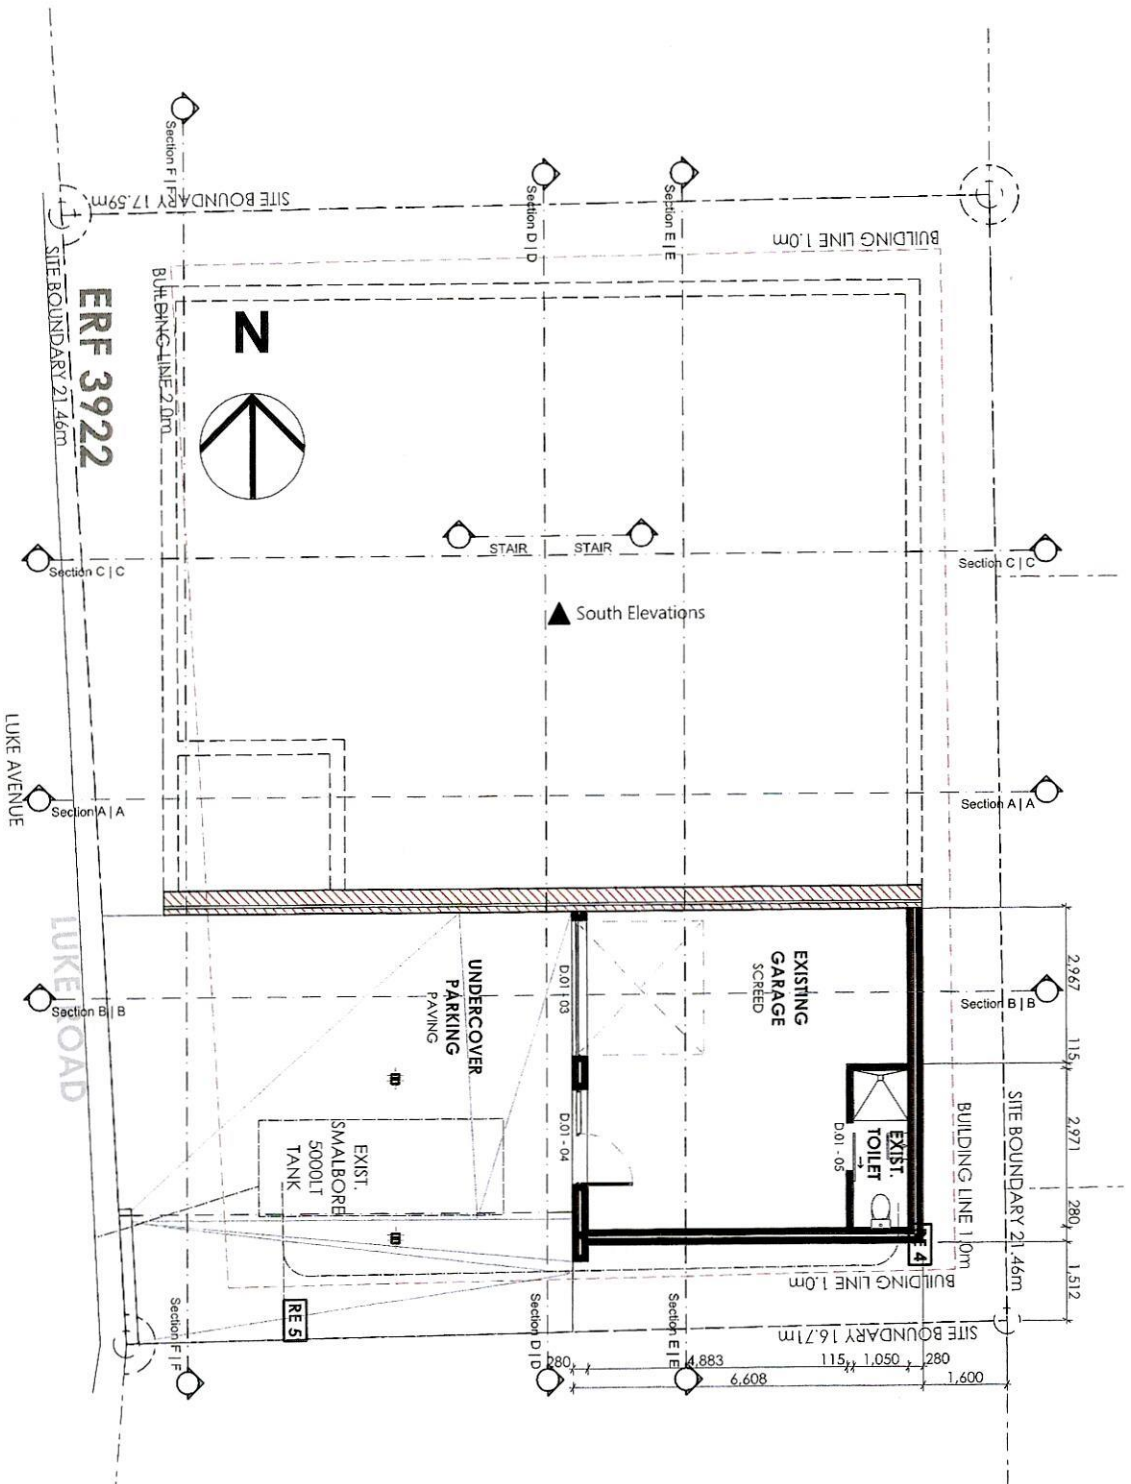 Section F | F
SITE BOUNDARY 17.59m
Section D | D
Section E | E
BUILDING LINE 1.0m
SITE BOUNDARY 21.46m
ERF 3922
BUILDING LINE 2.0m
N
Section C | C
STAIR
STAIR
Section C | C
South Elevations
LUKE AVENUE
Section A | A
Section A | A
LUKE ROAD
Section B | B
UNDERCOVER
PARKING
PAVING
D.01 - 03
EXISTING
GARAGE
SCREED
Section B | B
2,967
115
2,971
280
1,512
SITE BOUNDARY 21.46m
BUILDING LINE 1.0m
EXIST.
TOILET
D.01 - 05
D.01 - 04
EXIST.
SMALBORE
5000LT
TANK
4
BUILDING LINE 1.0m
RE 5
SITE BOUNDARY 16.71m
Section F | F
Section D | D
Section E | E
280
4,883
115
1,050
280
6,608
1,600